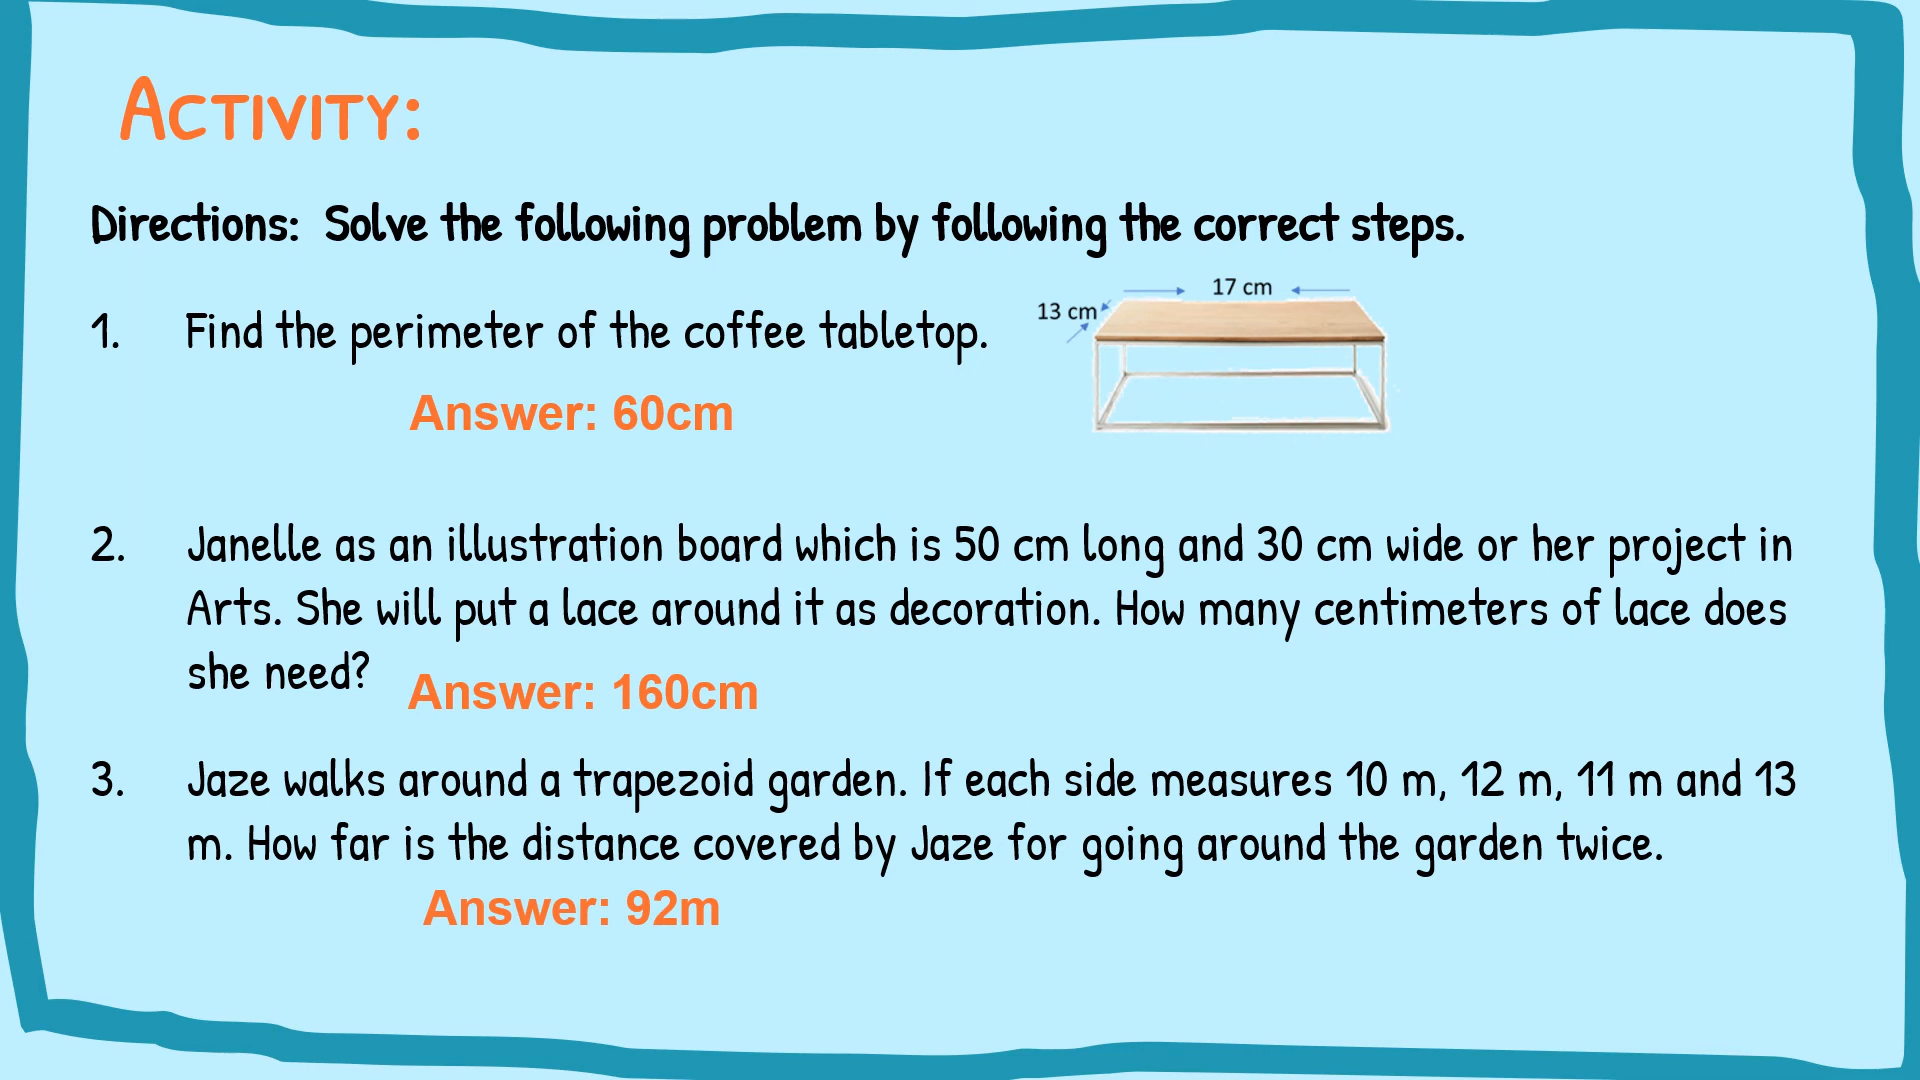 Activity:
Directions: Solve the following problem by following the correct steps.
17 cm
13 cm
1. Find the perimeter of the coffee tabletop.
Answer: 60cm
2. Janelle as an illustration board which is 50 cm long and 30 cm wide or her project in
Arts. She will put a lace around it as decoration. How many centimeters of lace does
she need?
Answer: 160cm
3. Jaze walks around a trapezoid garden. If each side measures 10 m, 12 m, 11 m and 13
m. How far is the distance covered by Jaze for going around the garden twice.
Answer: 92m